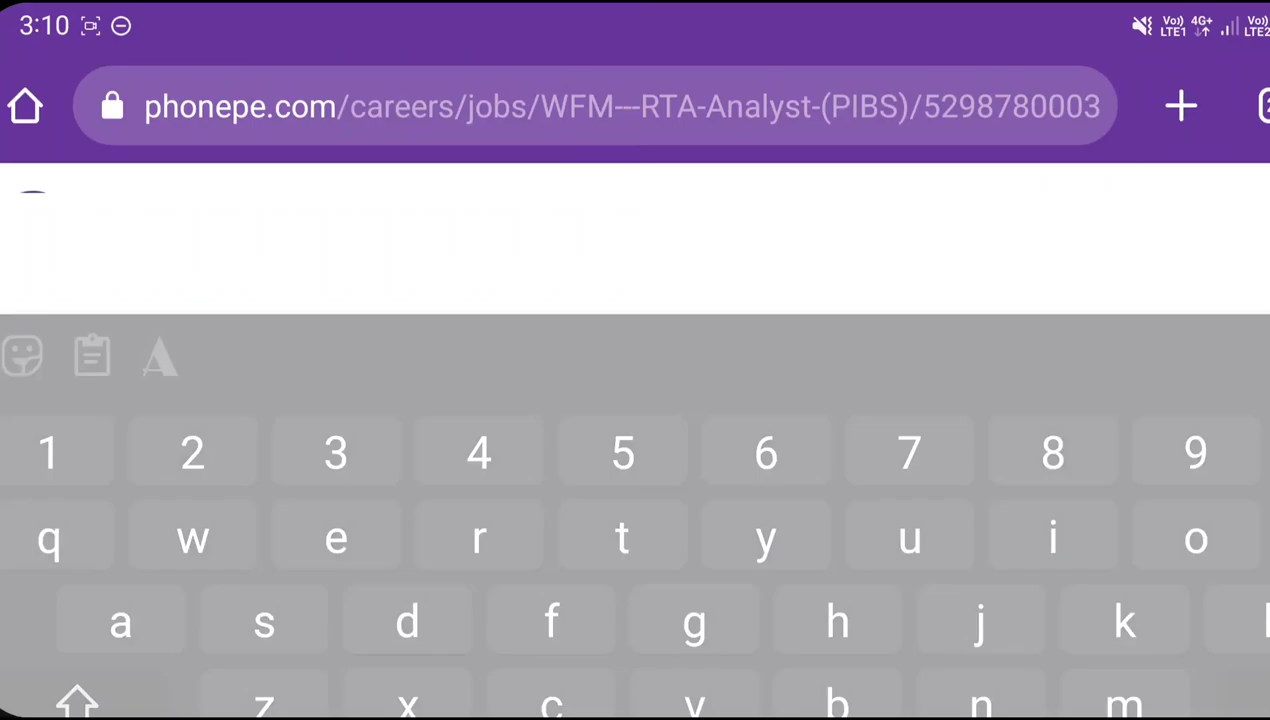 3:10 Vo)) LTE1 4G+ Vo)) LTE2
phonepe.com/careers/jobs/WFM---RTA-Analyst-(PIBS)/5298780003
A
1 2 3 4 5 6 7 8 9
q w e r t y u i o
a s d f g h j k
z x c v b n m